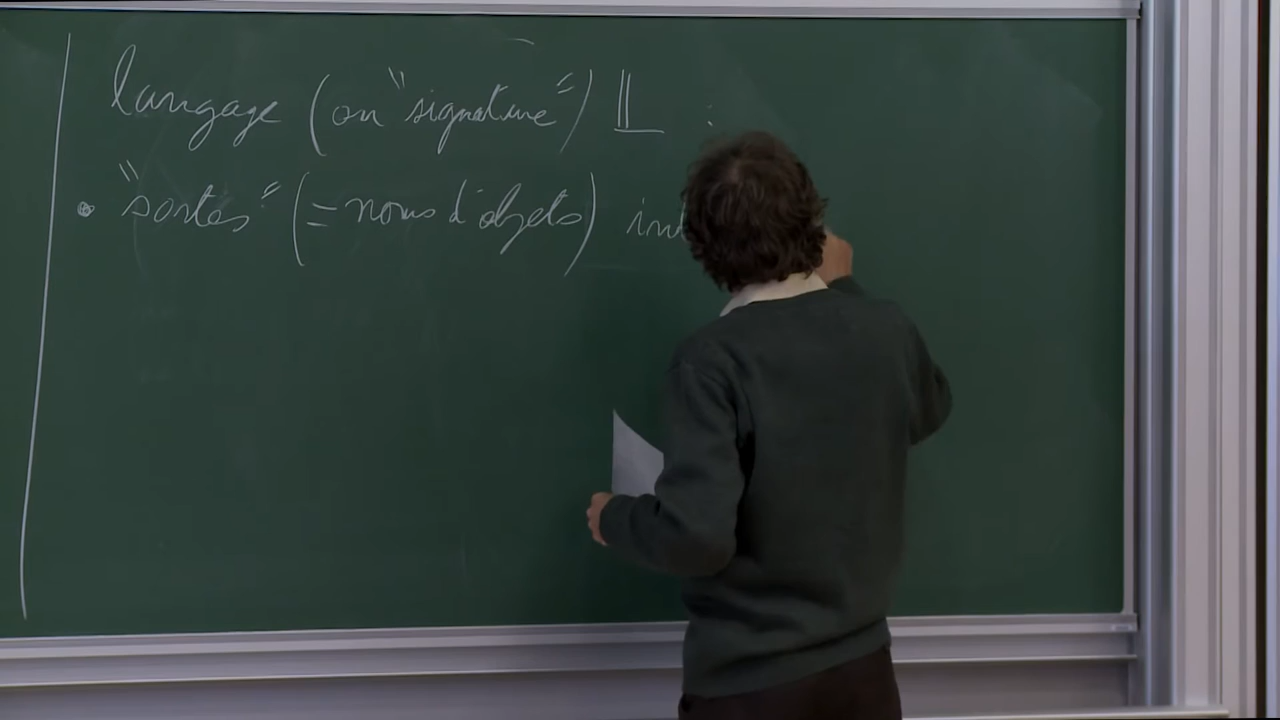 langage (ou "signature") 𝕃 :
• "sortes" (= noms d'objets)